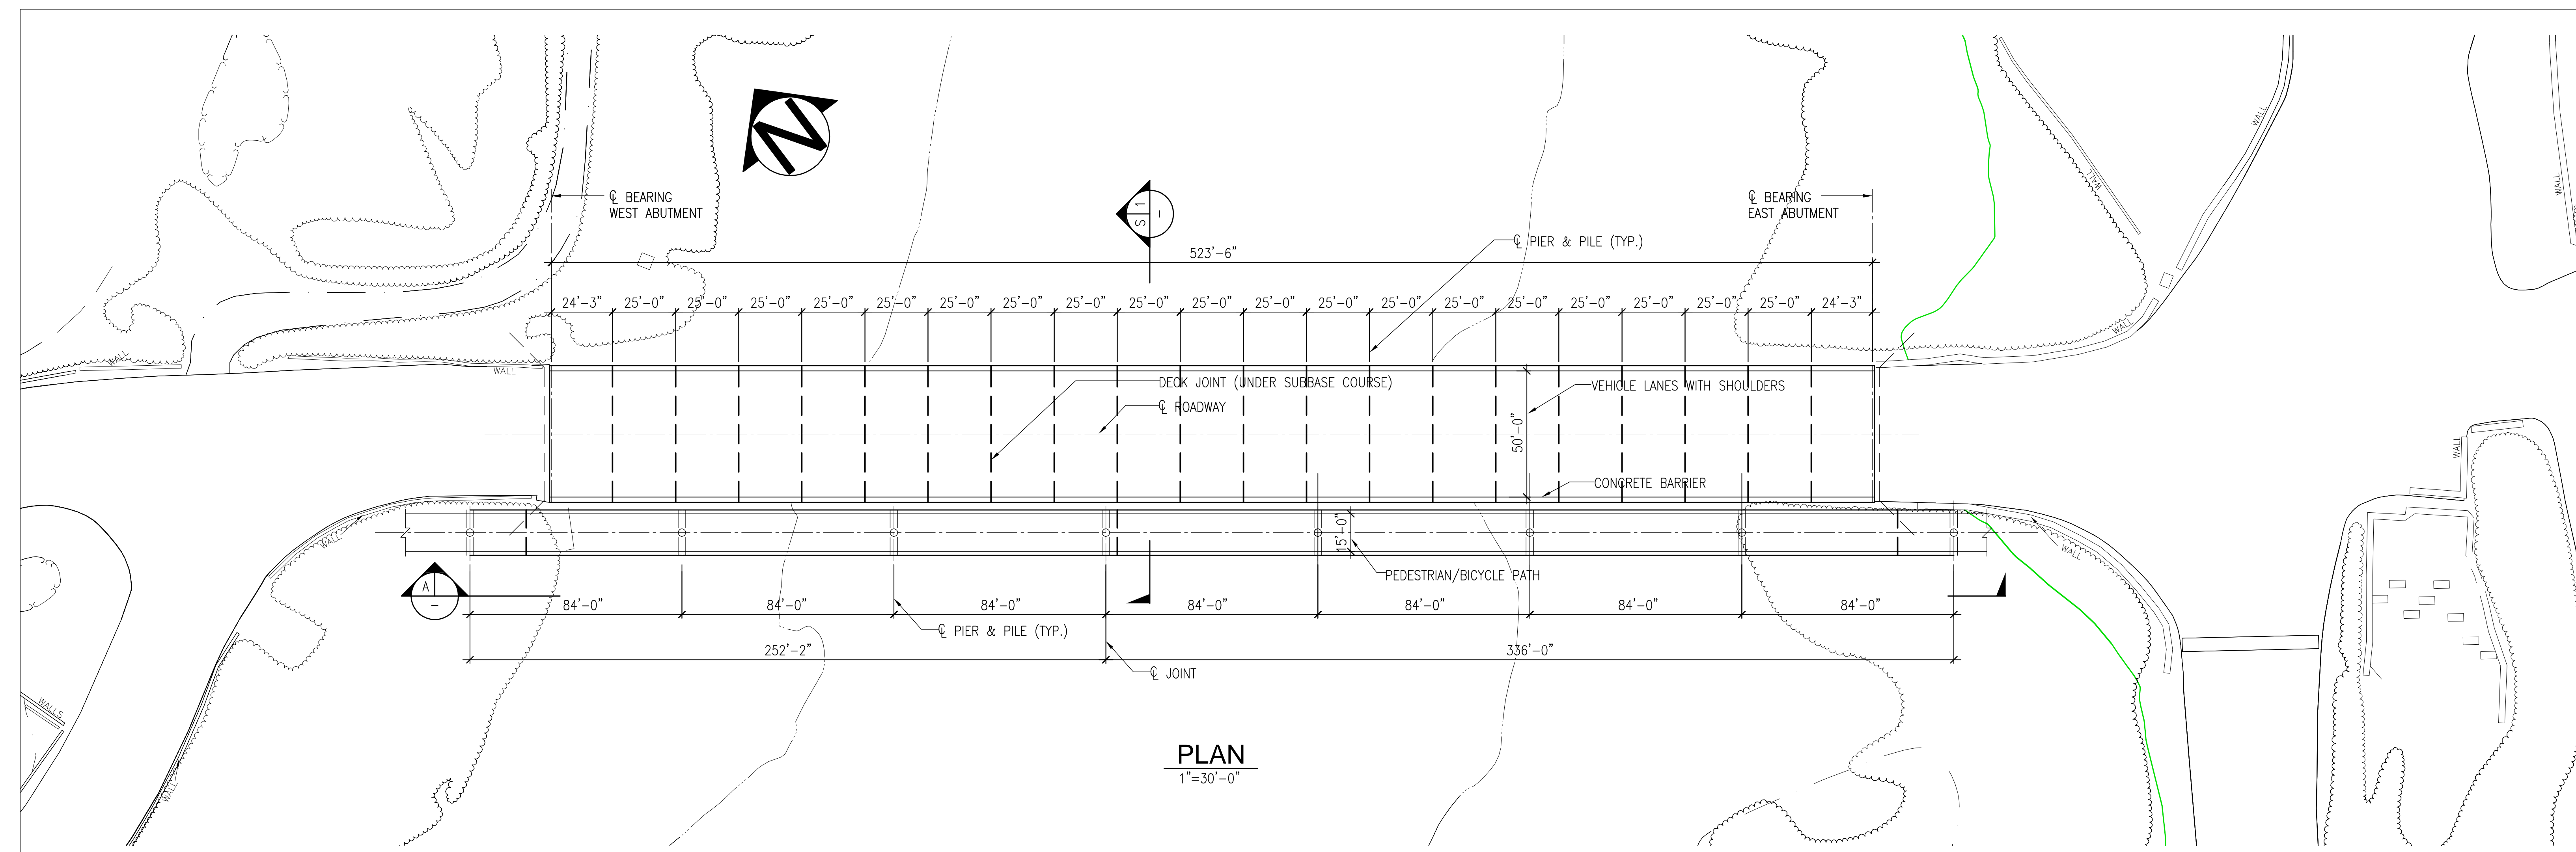 N
℄ BEARING
WEST ABUTMENT
S 1
-
℄ BEARING
EAST ABUTMENT
℄ PIER & PILE (TYP.)
523'-6"
24'-3" 25'-0" 25'-0" 25'-0" 25'-0" 25'-0" 25'-0" 25'-0" 25'-0" 25'-0" 25'-0" 25'-0" 25'-0" 25'-0" 25'-0" 25'-0" 25'-0" 25'-0" 25'-0" 25'-0" 24'-3"
WALL
WALL
WALL
WALL
WALL
WALL
WALL
DECK JOINT (UNDER SUBBASE COURSE)
VEHICLE LANES WITH SHOULDERS
℄ ROADWAY
50'-0"
CONCRETE BARRIER
WALL
WALL
WALL
15'-0"
PEDESTRIAN/BICYCLE PATH
A
-
84'-0" 84'-0" 84'-0" 84'-0" 84'-0" 84'-0" 84'-0"
℄ PIER & PILE (TYP.)
252'-2" 336'-0"
℄ JOINT
WALLS
WALL
PLAN
1"=30'-0"